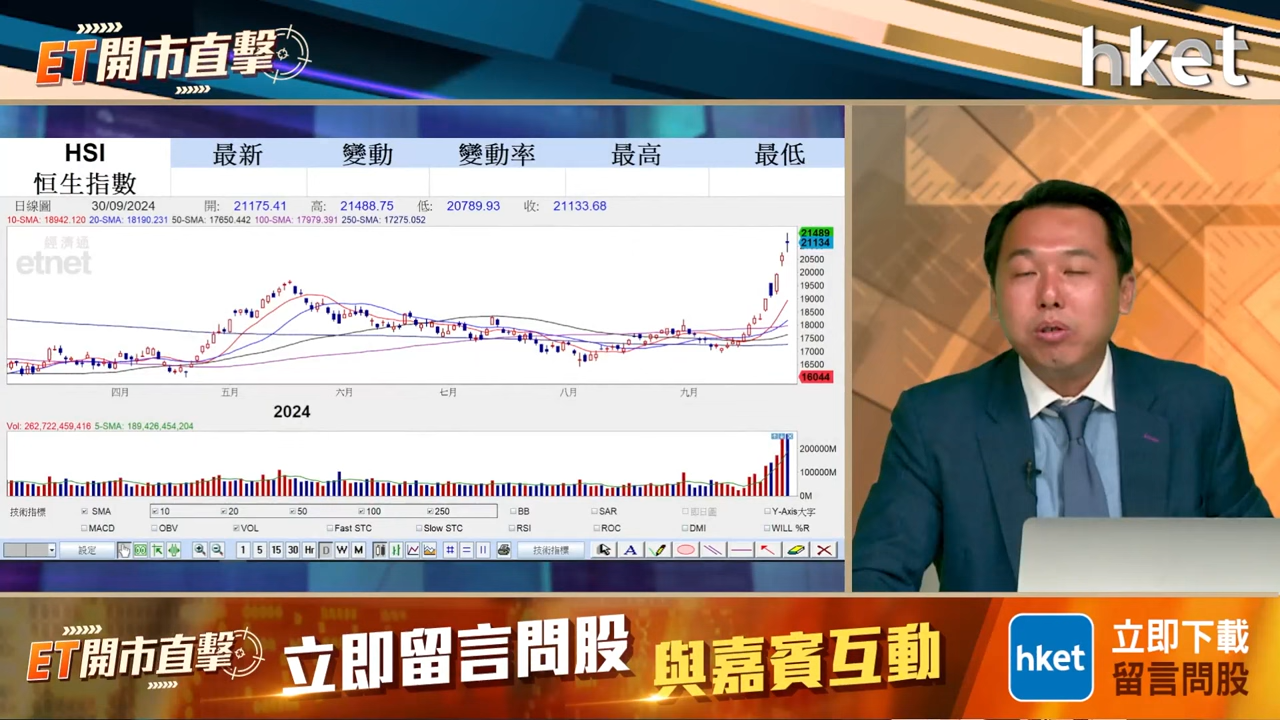 ET開市直擊
hket
HSI
恒生指數
最新 變動 變動率 最高 最低
日線圖 30/09/2024 開: 21175.41 高: 21488.75 低: 20789.93 收: 21133.68
10-SMA: 18942.120 20-SMA: 18190.231 50-SMA: 17650.442 100-SMA: 17979.391 250-SMA: 17275.052
經濟通
etnet
21489
21134
20500
20000
19500
19000
18500
18000
17500
17000
16500
16044
四月 五月 六月 七月 八月 九月
2024
Vol: 262,722,459,416 5-SMA: 189,426,454,204
200000M
100000M
0M
技術指標 SMA 10 20 50 100 250 BB SAR 即日圖 Y-Axis大字
MACD OBV VOL Fast STC Slow STC RSI ROC DMI WILL %R
設定 1 5 15 30 Hr D W M 技術指標 A
ET開市直擊
立即留言問股 與嘉賓互動
hket
立即下載
留言問股